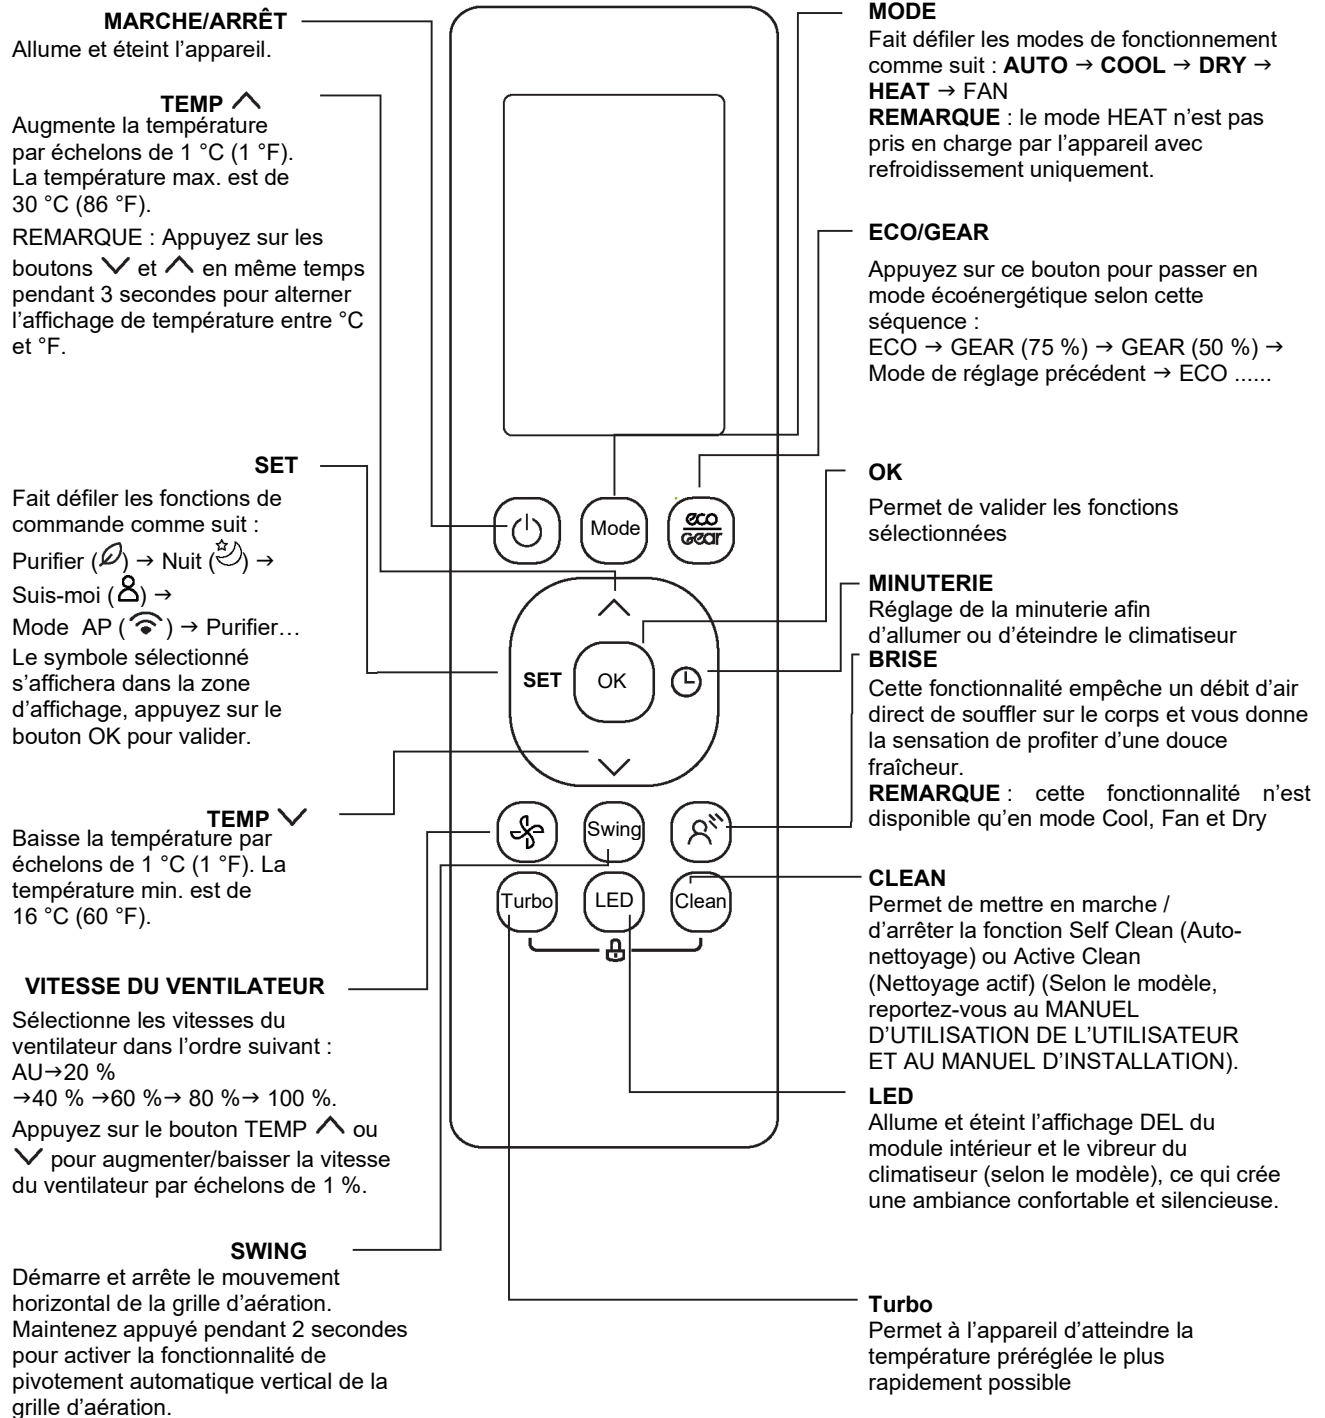 MARCHE/ARRÊT
Allume et éteint l’appareil.
TEMP
Augmente la température
par échelons de 1 °C (1 °F).
La température max. est de
30 °C (86 °F).
REMARQUE : Appuyez sur les
boutons et en même temps
pendant 3 secondes pour alterner
l’affichage de température entre °C
et °F.
SET
Fait défiler les fonctions de
commande comme suit :
Purifier ( ) → Nuit ( ) →
Suis-moi ( ) →
Mode AP ( ) → Purifier…
Le symbole sélectionné
s’affichera dans la zone
d’affichage, appuyez sur le
bouton OK pour valider.
TEMP
Baisse la température par
échelons de 1 °C (1 °F). La
température min. est de
16 °C (60 °F).
VITESSE DU VENTILATEUR
Sélectionne les vitesses du
ventilateur dans l’ordre suivant :
AU→20 %
→40 % →60 %→ 80 %→ 100 %.
Appuyez sur le bouton TEMP ou
pour augmenter/baisser la vitesse
du ventilateur par échelons de 1 %.
SWING
Démarre et arrête le mouvement
horizontal de la grille d’aération.
Maintenez appuyé pendant 2 secondes
pour activer la fonctionnalité de
pivotement automatique vertical de la
grille d’aération.
Mode
eco
Gear
SET
OK
Swing
Turbo
LED
Clean
MODE
Fait défiler les modes de fonctionnement
comme suit : AUTO → COOL → DRY →
HEAT → FAN
REMARQUE : le mode HEAT n’est pas
pris en charge par l’appareil avec
refroidissement uniquement.
ECO/GEAR
Appuyez sur ce bouton pour passer en
mode écoénergétique selon cette
séquence :
ECO → GEAR (75 %) → GEAR (50 %) →
Mode de réglage précédent → ECO ......
OK
Permet de valider les fonctions
sélectionnées
MINUTERIE
Réglage de la minuterie afin
d’allumer ou d’éteindre le climatiseur
BRISE
Cette fonctionnalité empêche un débit d’air
direct de souffler sur le corps et vous donne
la sensation de profiter d’une douce
fraîcheur.
REMARQUE : cette fonctionnalité n’est
disponible qu’en mode Cool, Fan et Dry
CLEAN
Permet de mettre en marche /
d’arrêter la fonction Self Clean (Auto-
nettoyage) ou Active Clean
(Nettoyage actif) (Selon le modèle,
reportez-vous au MANUEL
D’UTILISATION DE L’UTILISATEUR
ET AU MANUEL D’INSTALLATION).
LED
Allume et éteint l’affichage DEL du
module intérieur et le vibreur du
climatiseur (selon le modèle), ce qui crée
une ambiance confortable et silencieuse.
Turbo
Permet à l’appareil d’atteindre la
température préréglée le plus
rapidement possible